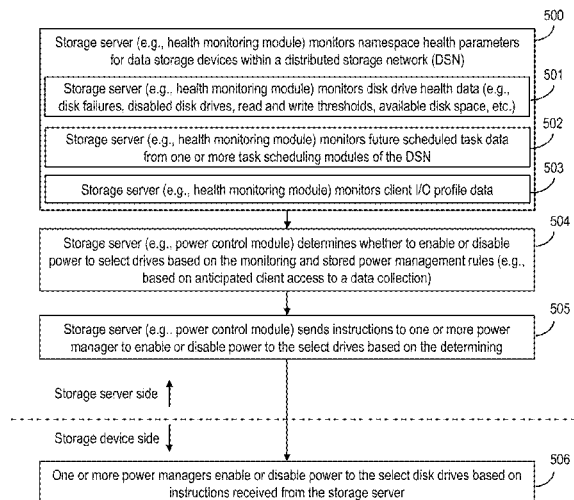 500
Storage server (e.g., health monitoring module) monitors namespace health parameters
for data storage devices within a distributed storage network (DSN)
501
Storage server (e.g., health monitoring module) monitors disk drive health data (e.g.,
disk failures, disabled disk drives, read and write thresholds, available disk space, etc.)
502
Storage server (e.g., health monitoring module) monitors future scheduled task data
from one or more task scheduling modules of the DSN
503
Storage server (e.g., health monitoring module) monitors client I/O profile data
504
Storage server (e.g., power control module) determines whether to enable or disable
power to select drives based on the monitoring and stored power management rules (e.g.,
based on anticipated client access to a data collection)
505
Storage server (e.g., power control module) sends instructions to one or more power
manager to enable or disable power to the select drives based on the determining
Storage server side
Storage device side
506
One or more power managers enable or disable power to the select disk drives based on
instructions received from the storage server